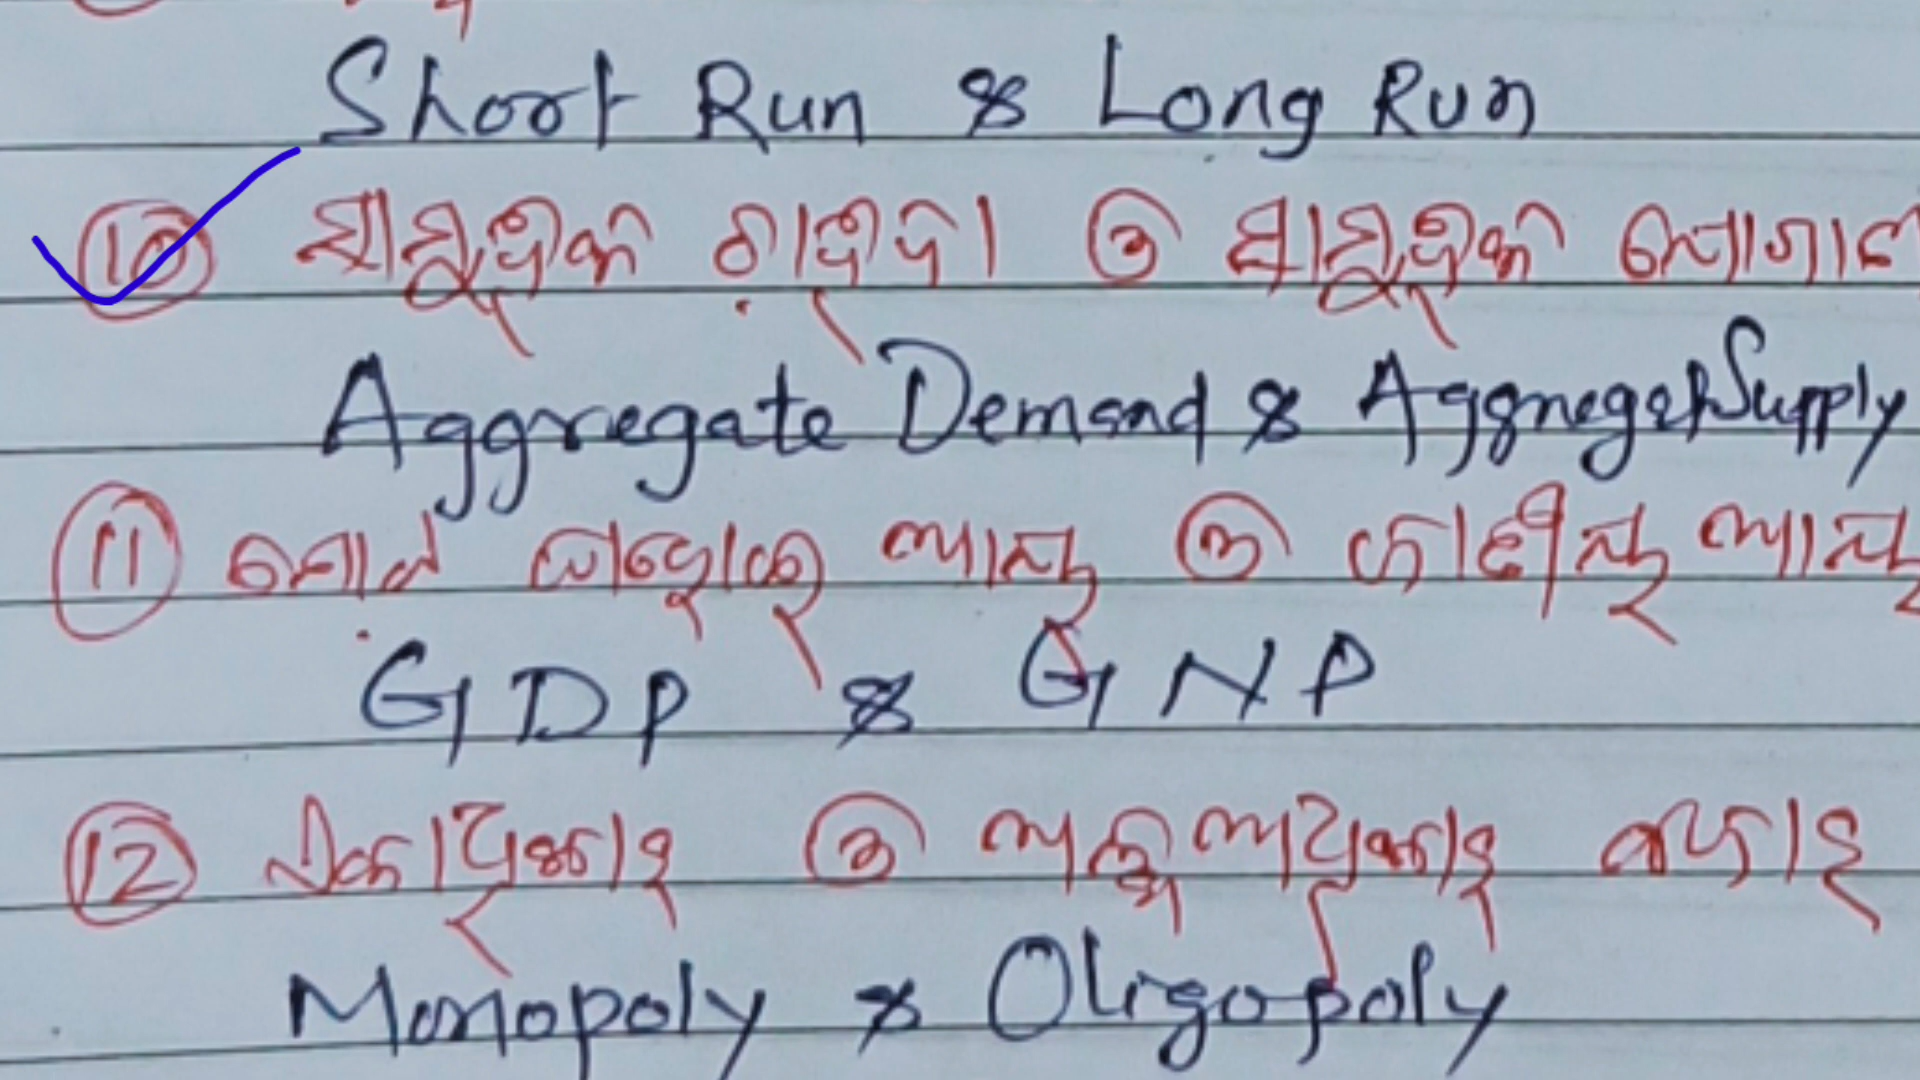 Short Run & Long Run
10 ସାମୁହିକ ଚାହିଦା ଓ ସାମୁହିକ ଯୋଗାଣ
Aggregate Demand & Aggregat Supply
11 ମୋଟ ଘରୋଇ ଆୟ ଓ ଜାତୀୟ ଆୟ
GDP & GNP
12 ଏକାଧିକାର ଓ ଅଳ୍ପାଧିକାର ବଜାର
Monopoly & Oligopoly